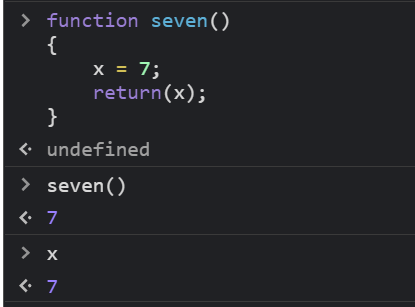 function seven()
{
    x = 7;
    return(x);
}
undefined
seven()
7
x
7